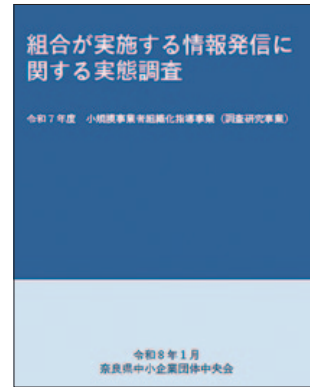 組合が実施する情報発信に
関する実態調査
令和7年度　小規模事業者組織化指導事業（調査研究事業）
令和8年1月
奈良県中小企業団体中央会